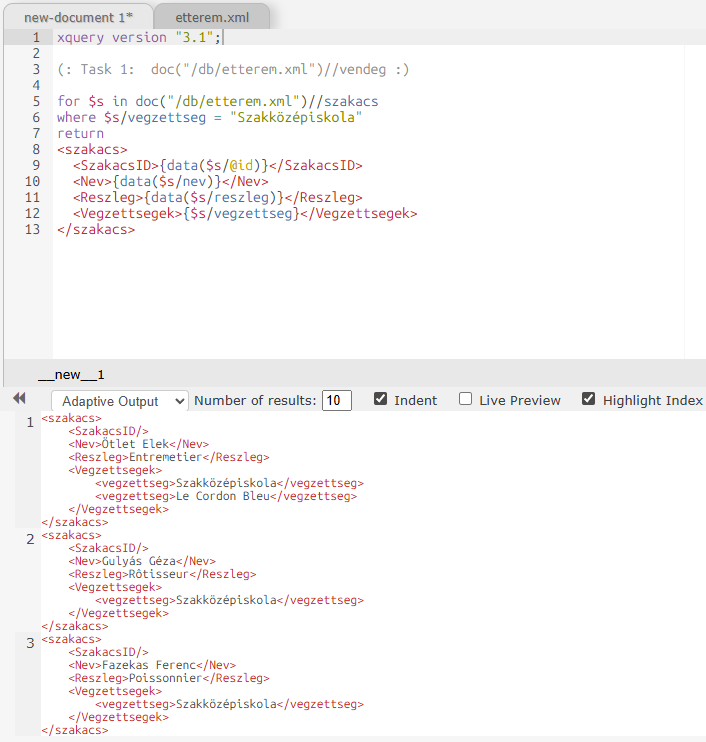 new-document 1*
etterem.xml
1 xquery version "3.1";
2
3 (: Task 1:  doc("/db/etterem.xml")//vendeg :)
4
5 for $s in doc("/db/etterem.xml")//szakacs
6 where $s/vegzettseg = "Szakközépiskola"
7 return
8 <szakacs>
9   <SzakacsID>{data($s/@id)}</SzakacsID>
10   <Nev>{data($s/nev)}</Nev>
11   <Reszleg>{data($s/reszleg)}</Reszleg>
12   <Vegzettsegek>{$s/vegzettseg}</Vegzettsegek>
13 </szakacs>
__new__1
Adaptive Output Number of results: 10 Indent Live Preview Highlight Index
1 <szakacs>
    <SzakacsID/>
    <Nev>Ötlet Elek</Nev>
    <Reszleg>Entremetier</Reszleg>
    <Vegzettsegek>
        <vegzettseg>Szakközépiskola</vegzettseg>
        <vegzettseg>Le Cordon Bleu</vegzettseg>
    </Vegzettsegek>
</szakacs>
2 <szakacs>
    <SzakacsID/>
    <Nev>Gulyás Géza</Nev>
    <Reszleg>Rôtisseur</Reszleg>
    <Vegzettsegek>
        <vegzettseg>Szakközépiskola</vegzettseg>
    </Vegzettsegek>
</szakacs>
3 <szakacs>
    <SzakacsID/>
    <Nev>Fazekas Ferenc</Nev>
    <Reszleg>Poissonnier</Reszleg>
    <Vegzettsegek>
        <vegzettseg>Szakközépiskola</vegzettseg>
    </Vegzettsegek>
</szakacs>